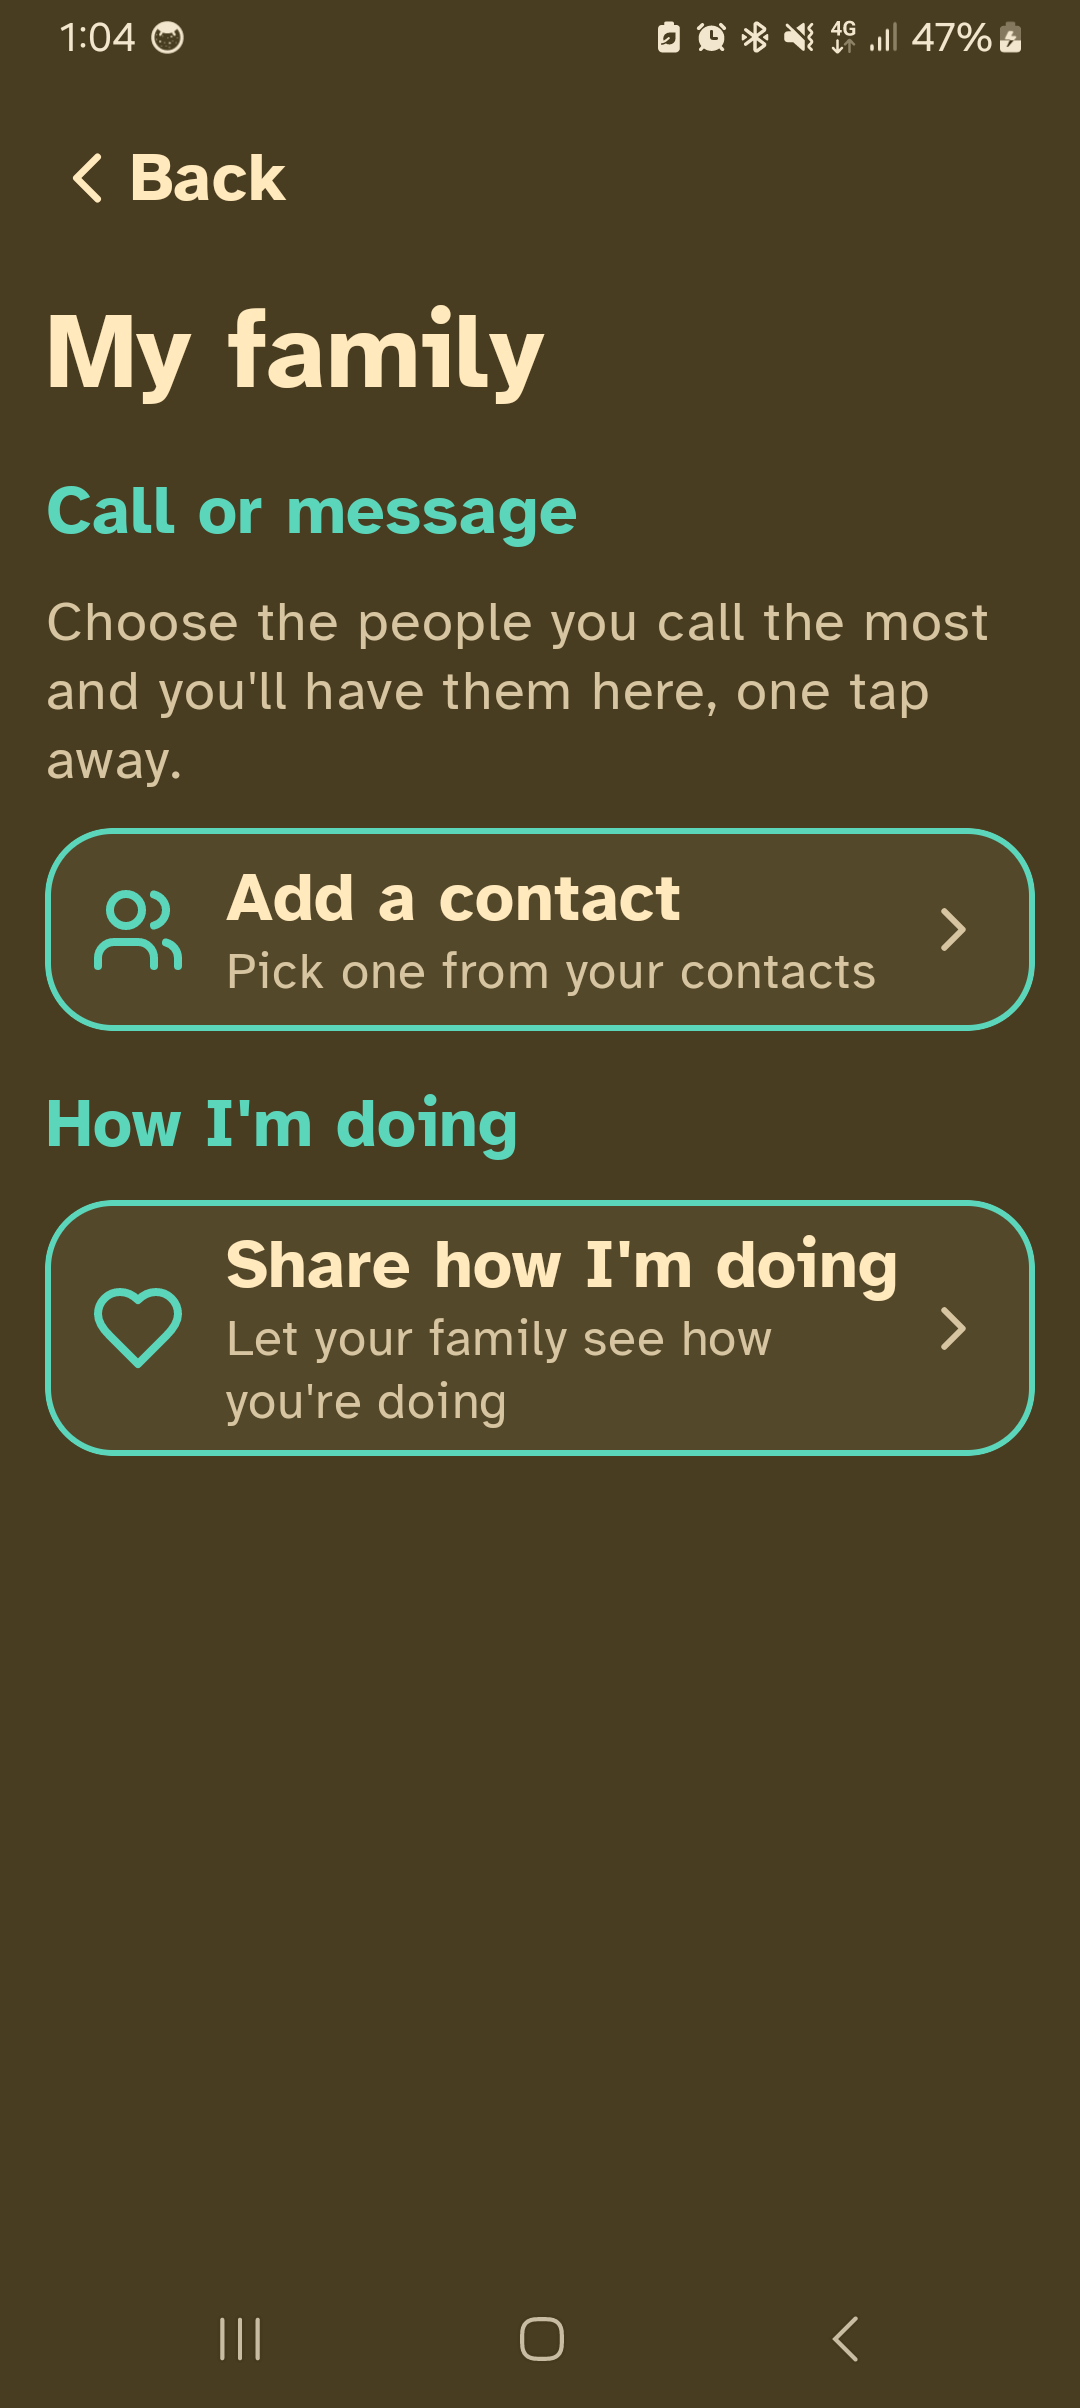 1:04
4G
47%
Back
My family
Call or message
Choose the people you call the most
and you'll have them here, one tap
away.
Add a contact
Pick one from your contacts
How I'm doing
Share how I'm doing
Let your family see how
you're doing